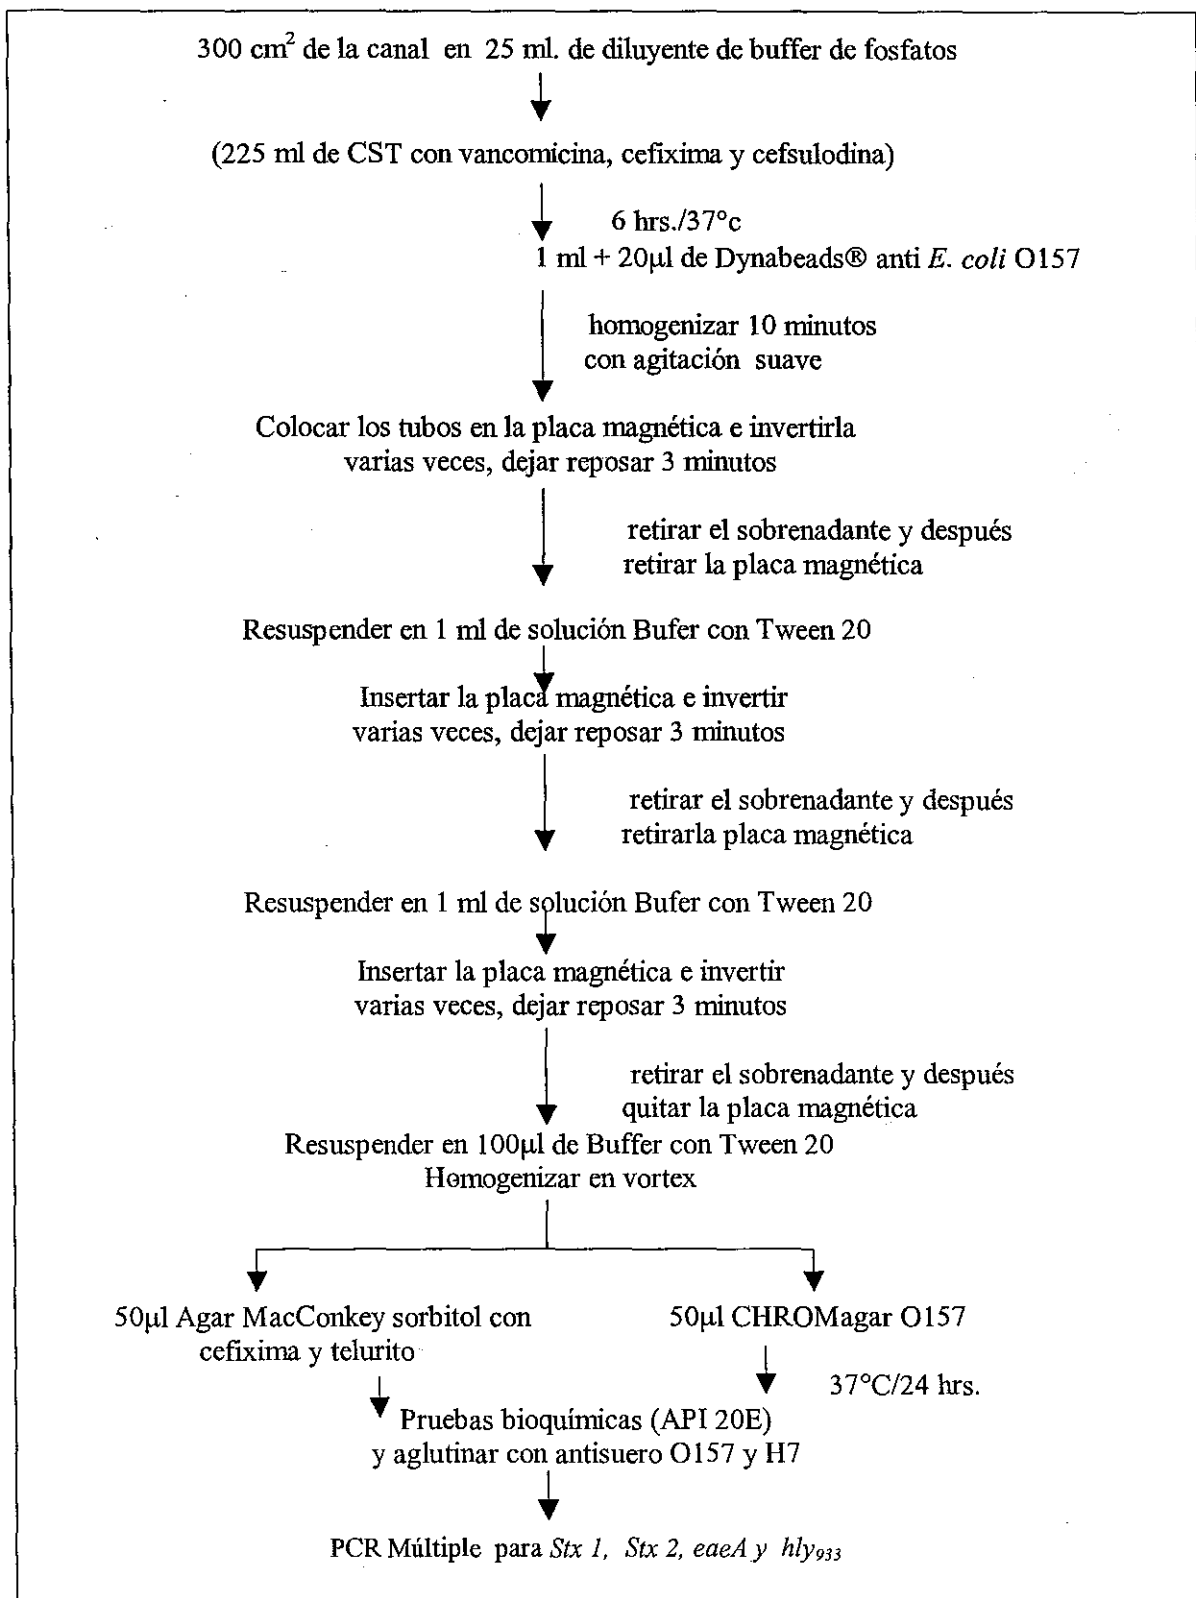 300 cm² de la canal en 25 ml. de diluyente de buffer de fosfatos
(225 ml de CST con vancomicina, cefixima y cefsulodina)
6 hrs./37°c
1 ml + 20µl de Dynabeads® anti E. coli O157
homogenizar 10 minutos
con agitación suave
Colocar los tubos en la placa magnética e invertirla
varias veces, dejar reposar 3 minutos
retirar el sobrenadante y después
retirar la placa magnética
Resuspender en 1 ml de solución Bufer con Tween 20
Insertar la placa magnética e invertir
varias veces, dejar reposar 3 minutos
retirar el sobrenadante y después
retirarla placa magnética
Resuspender en 1 ml de solución Bufer con Tween 20
Insertar la placa magnética e invertir
varias veces, dejar reposar 3 minutos
retirar el sobrenadante y después
quitar la placa magnética
Resuspender en 100µl de Buffer con Tween 20
Homogenizar en vortex
50µl Agar MacConkey sorbitol con
cefixima y telurito
50µl CHROMagar O157
37°C/24 hrs.
Pruebas bioquímicas (API 20E)
y aglutinar con antisuero O157 y H7
PCR Múltiple para Stx 1, Stx 2, eaeA y hly₉₃₃